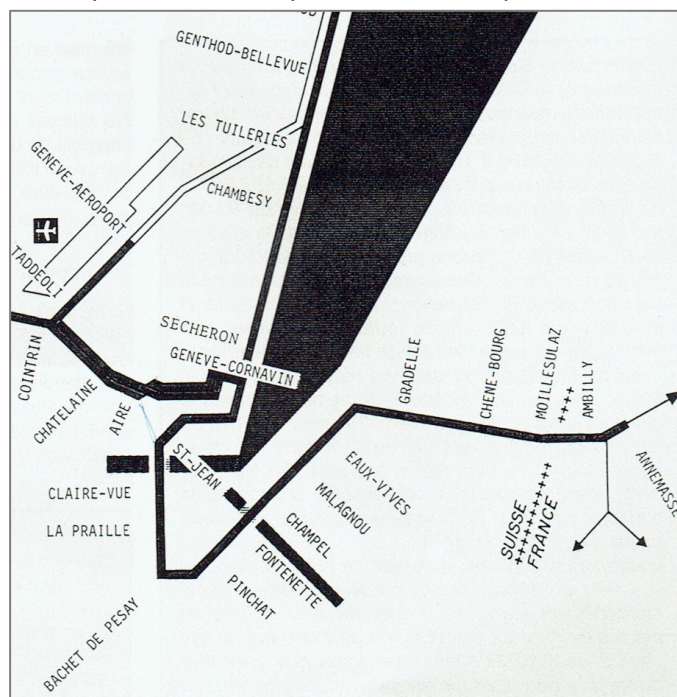 GENTHOD-BELLEVUE
LES TUILERIES
GENEVE-AEROPORT
CHAMBESY
TADDEOLI
SECHERON
GENEVE-CORNAVIN
COINTRIN
CHATELAINE
AIRE
GRADELLE
CHENE-BOURG
MOILLESULAZ
AMBILLY
ST-JEAN
EAUX-VIVES
ANNEMASSE
CLAIRE-VUE
MALAGNOU
LA PRAILLE
CHAMPEL
SUISSE
FRANCE
FONTENETTE
PINCHAT
BACHET DE PESAY